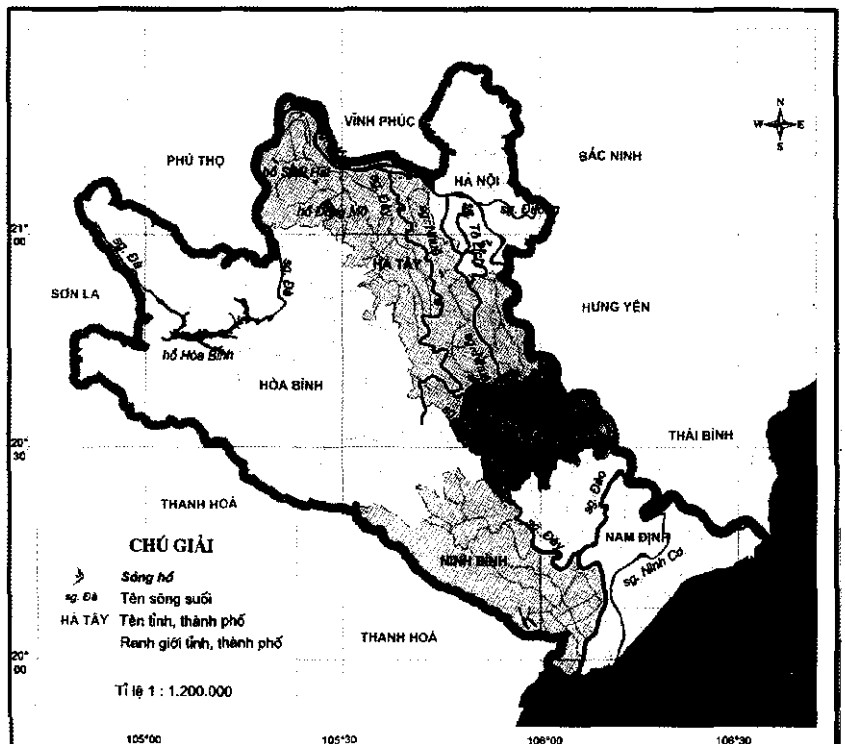 VĨNH PHÚC
N
W E
S
PHÚ THỌ
BẮC NINH
HÀ NỘI
hồ Đồng Mô
sg. Đuống
21°
00
sg. Đà
sg. Đà
HÀ TÂY
SƠN LA
HƯNG YÊN
hồ Hòa Bình
HÒA BÌNH
THÁI BÌNH
20°
30
THANH HOÁ
sg. Đào
sg. Đáy
NAM ĐỊNH
sg. Ninh Cơ
NINH BÌNH
CHÚ GIẢI
Sông hồ
sg. Đà Tên sông suối
HÀ TÂY Tên tỉnh, thành phố
Ranh giới tỉnh, thành phố
THANH HOÁ
20°
00
Tỉ lệ 1 : 1.200.000
105°00 105°30 106°00 106°30